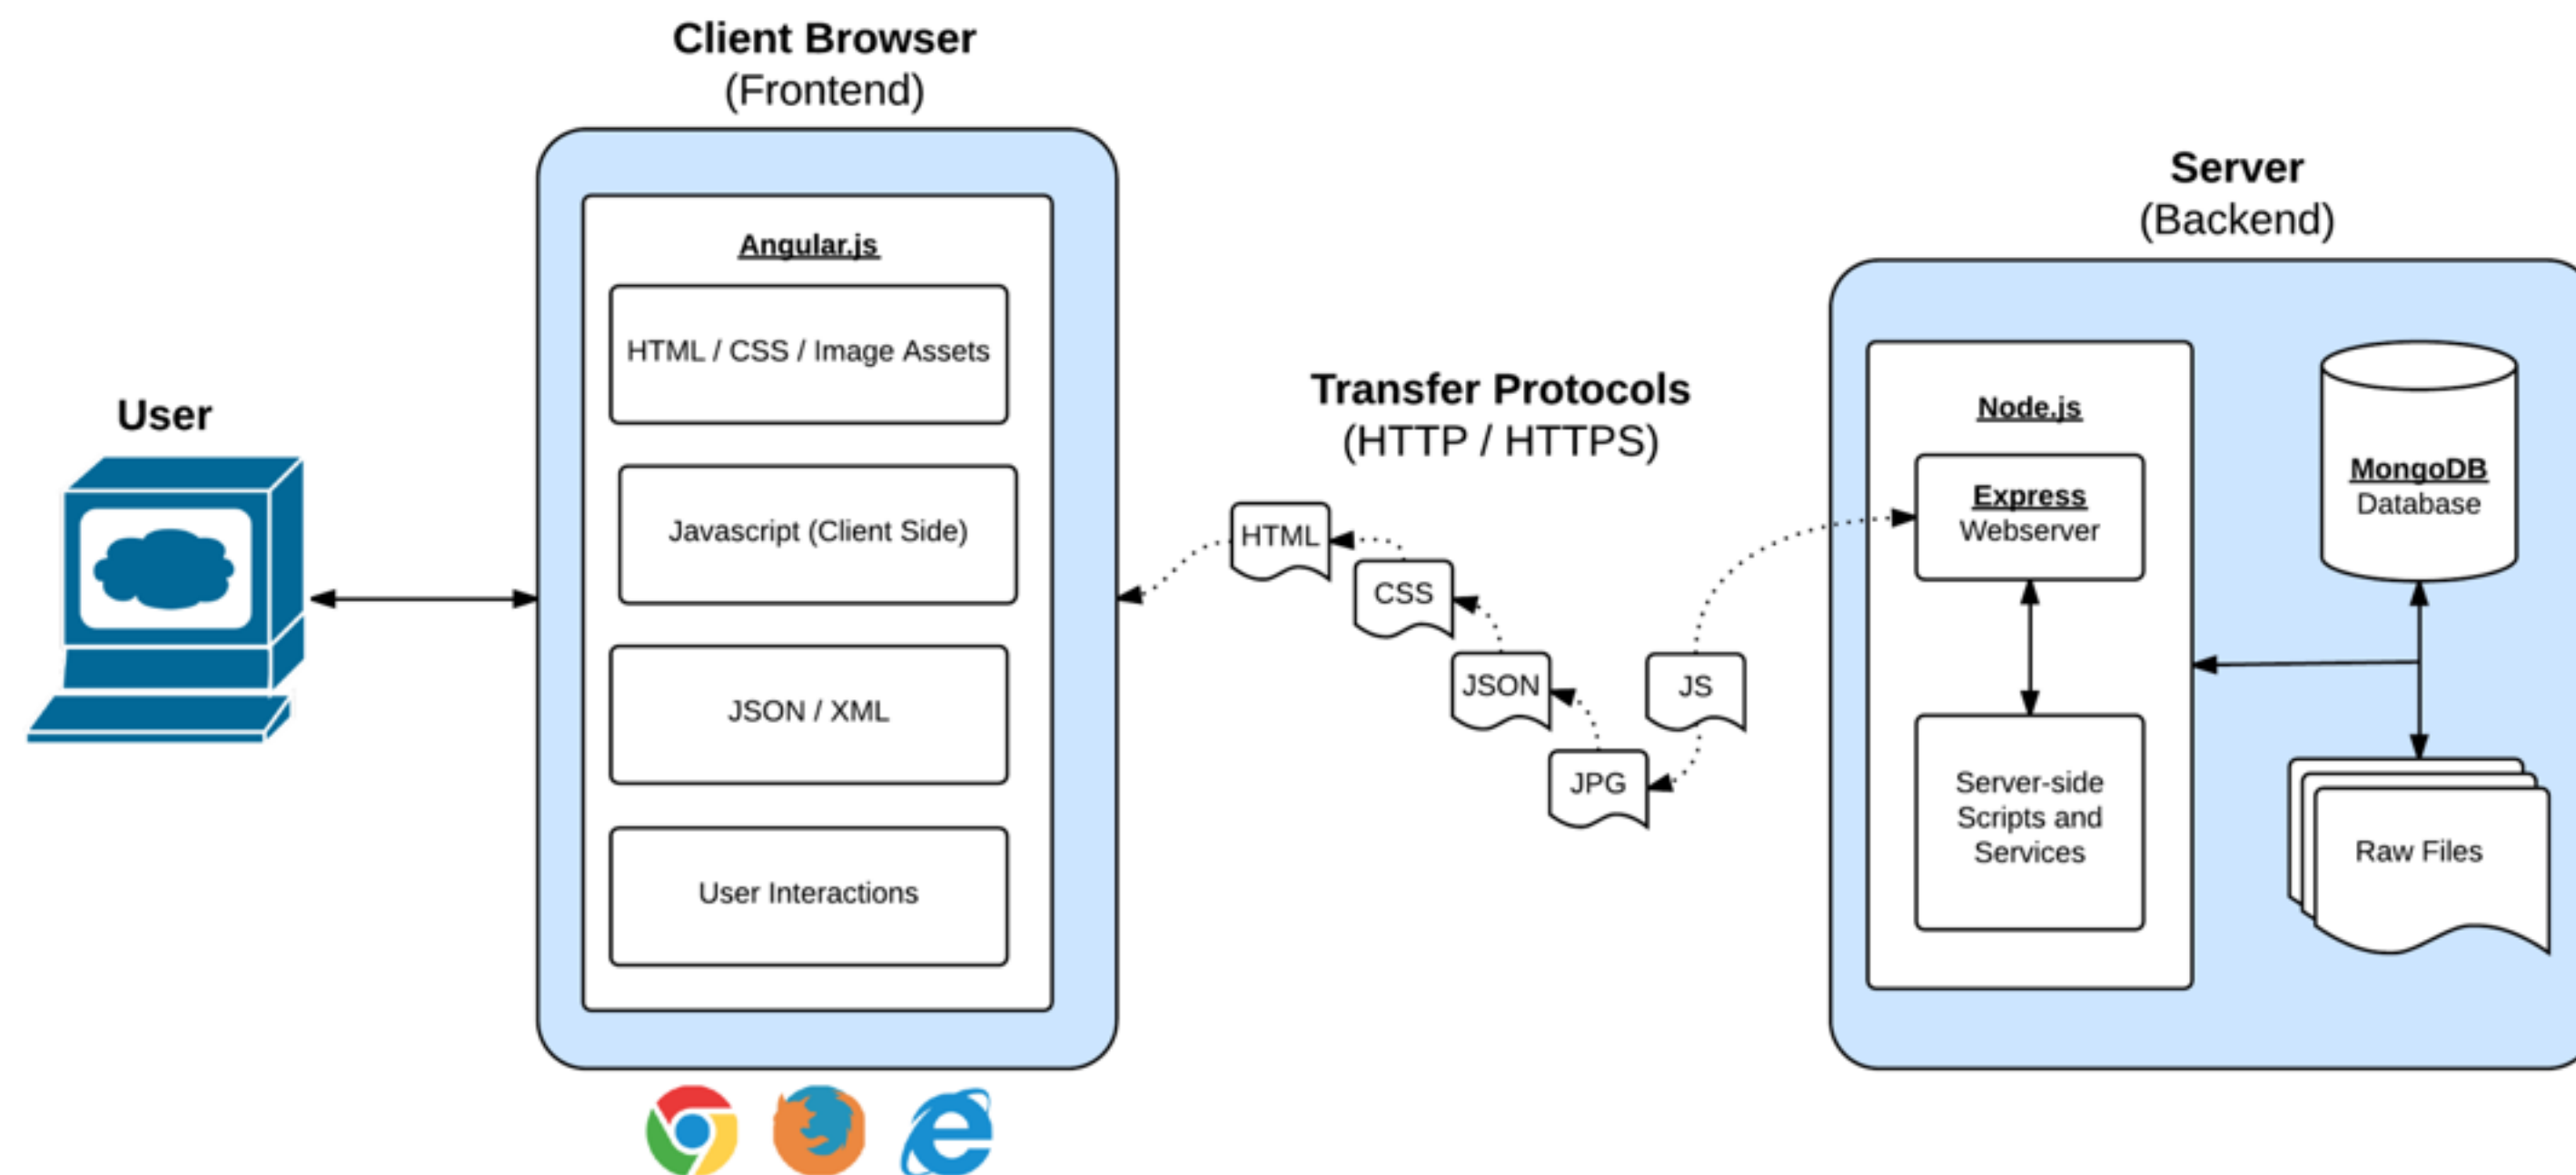 Client Browser
(Frontend)
Angular.js
HTML / CSS / Image Assets
Javascript (Client Side)
JSON / XML
User Interactions
User
Transfer Protocols
(HTTP / HTTPS)
HTML
CSS
JSON
JPG
JS
Server
(Backend)
Node.js
Express
Webserver
Server-side
Scripts and
Services
MongoDB
Database
Raw Files